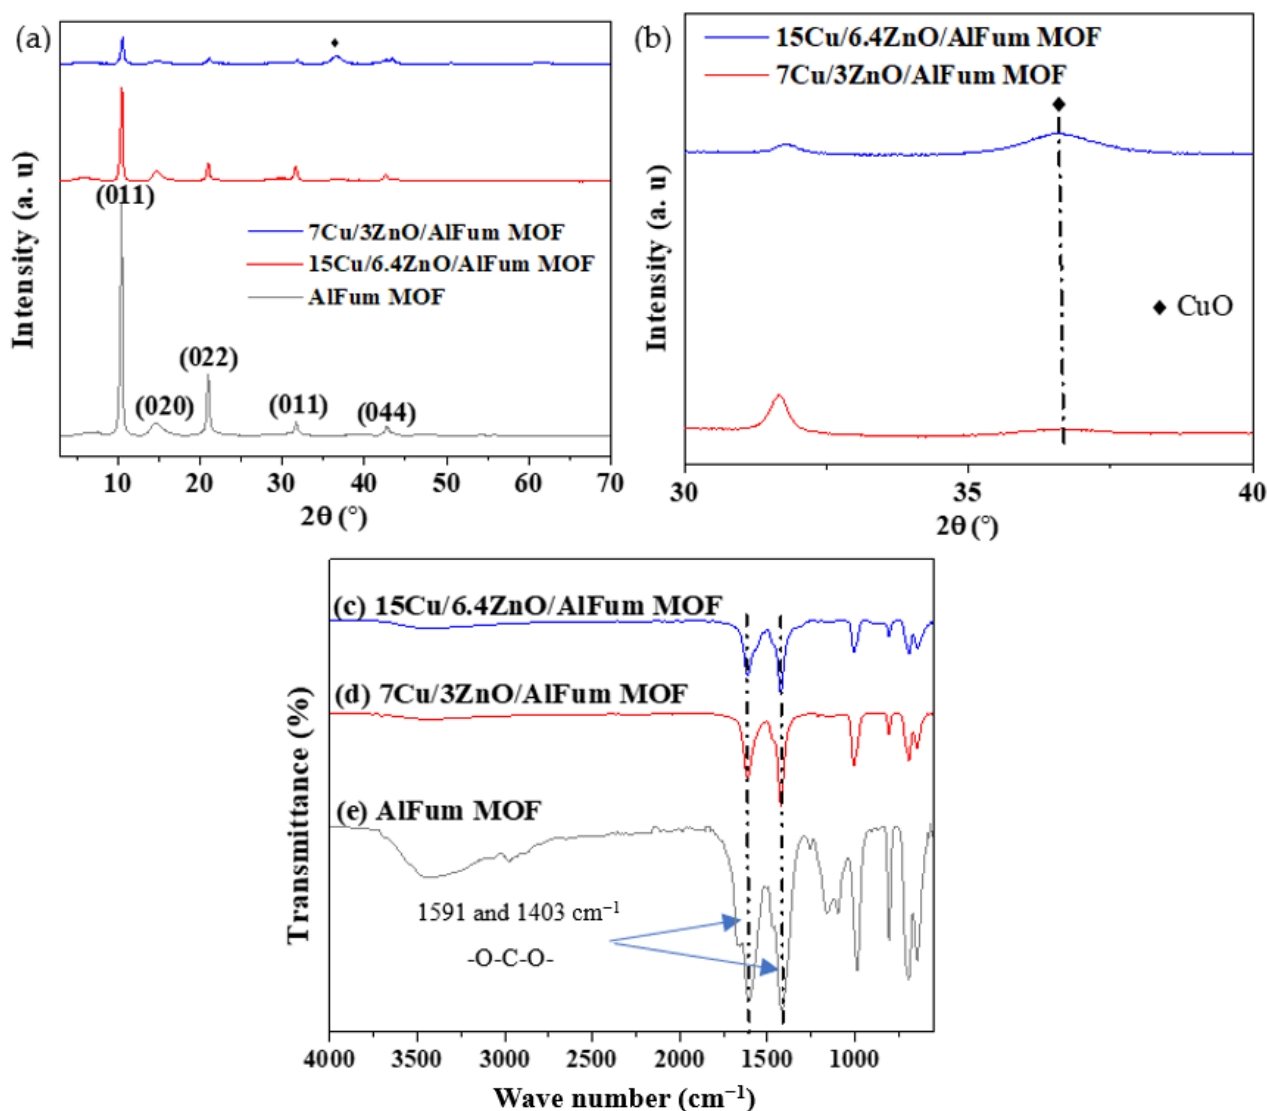 (a)
Intensity (a. u)
(011)
7Cu/3ZnO/AlFum MOF
15Cu/6.4ZnO/AlFum MOF
AlFum MOF
(022)
(020)
(011)
(044)
10 20 30 40 50 60 70
2θ (°)
(b)
Intensity (a. u)
15Cu/6.4ZnO/AlFum MOF
7Cu/3ZnO/AlFum MOF
◆
◆ CuO
30 35 40
2θ (°)
Transmittance (%)
(c) 15Cu/6.4ZnO/AlFum MOF
(d) 7Cu/3ZnO/AlFum MOF
(e) AlFum MOF
1591 and 1403 cm⁻¹
-O-C-O-
4000 3500 3000 2500 2000 1500 1000
Wave number (cm⁻¹)